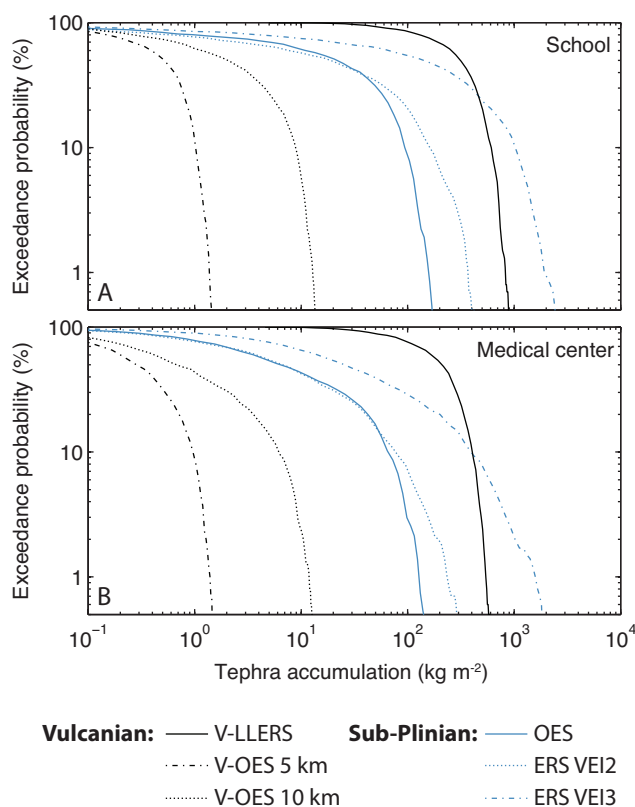 100
10
1
Exceedance probability (%)
School
A
100
10
1
Exceedance probability (%)
Medical center
B
10⁻¹ 10⁰ 10¹ 10² 10³ 10⁴
Tephra accumulation (kg m⁻²)
Vulcanian: V-LLERS Sub-Plinian: OES
V-OES 5 km ERS VEI2
V-OES 10 km ERS VEI3